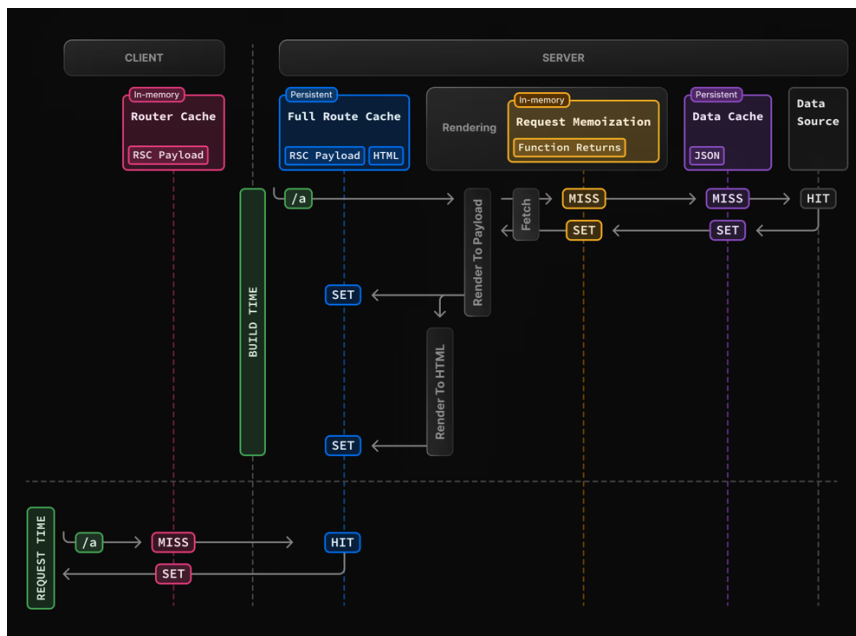 CLIENT
SERVER
In-memory
Router Cache
RSC Payload
Persistent
Full Route Cache
RSC Payload
HTML
Rendering
In-memory
Request Memoization
Function Returns
Persistent
Data Cache
JSON
Data
Source
BUILD TIME
/a
Render To Payload
Fetch
MISS
MISS
HIT
SET
SET
SET
Render To HTML
SET
REQUEST TIME
/a
MISS
HIT
SET